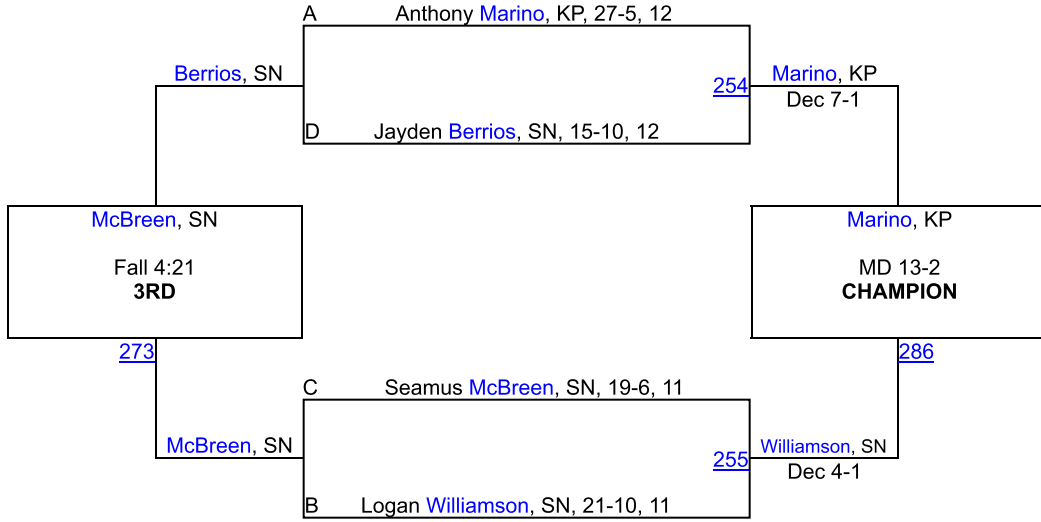 A Anthony Marino, KP, 27-5, 12
Berrios, SN
254
Marino, KP
Dec 7-1
D Jayden Berrios, SN, 15-10, 12
McBreen, SN
Fall 4:21
3RD
273
Marino, KP
MD 13-2
CHAMPION
286
C Seamus McBreen, SN, 19-6, 11
McBreen, SN
255
Williamson, SN
Dec 4-1
B Logan Williamson, SN, 21-10, 11